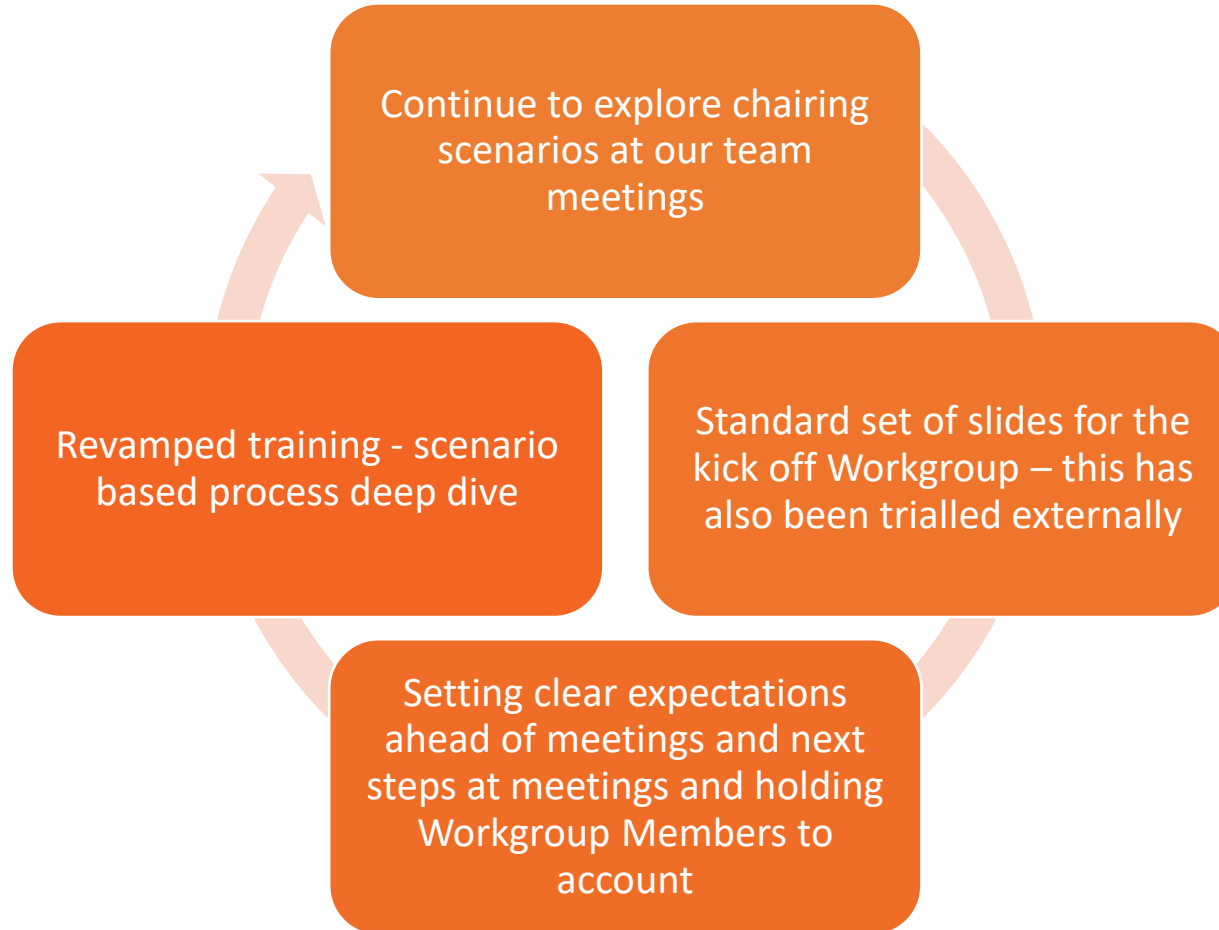 Continue to explore chairing
scenarios at our team
meetings
Standard set of slides for the
kick off Workgroup – this has
also been trialled externally
Setting clear expectations
ahead of meetings and next
steps at meetings and holding
Workgroup Members to
account
Revamped training - scenario
based process deep dive